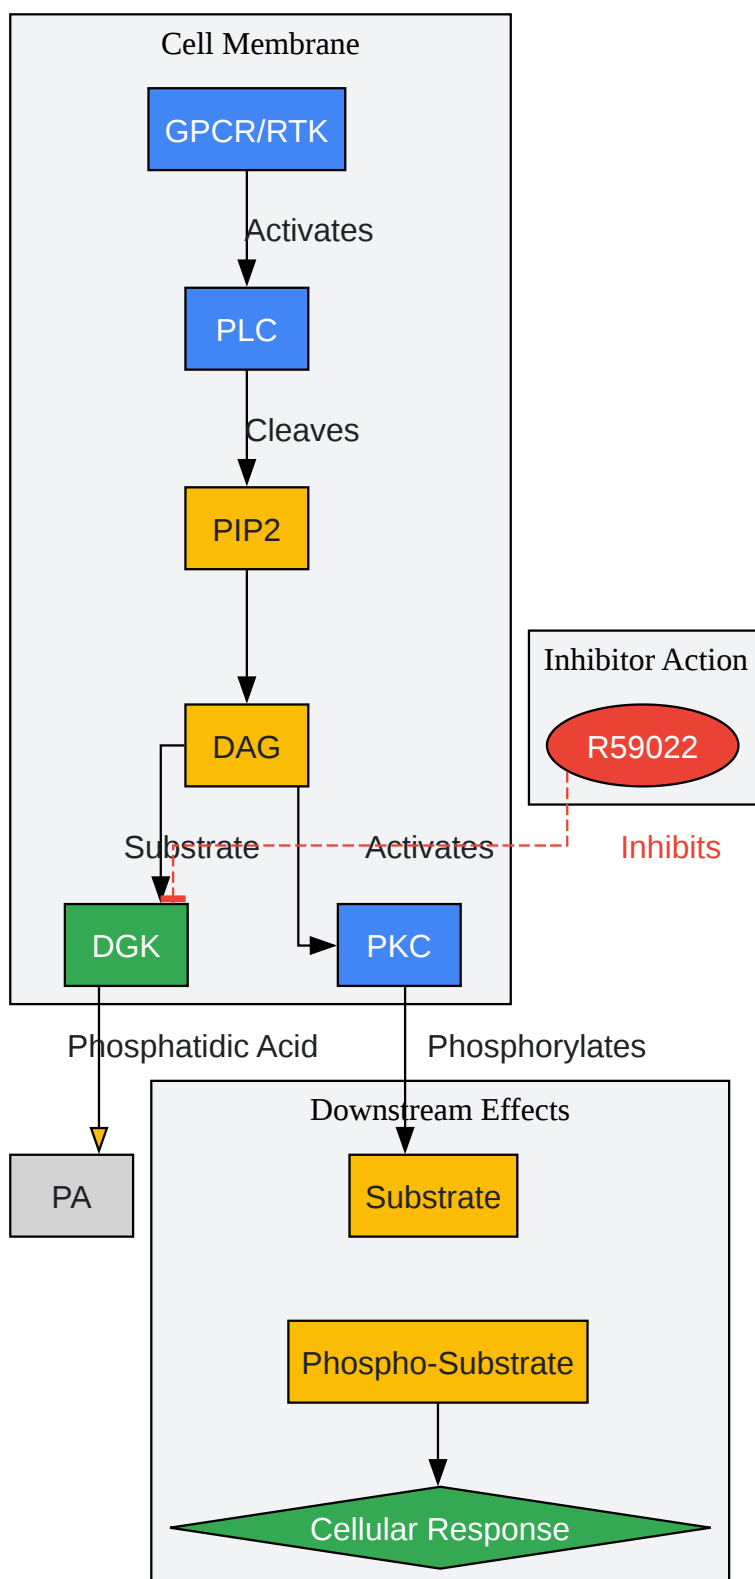 Cell Membrane
GPCR/RTK
Activates
PLC
Cleaves
PIP2
Inhibitor Action
DAG
R59022
Substrate
Activates
Inhibits
DGK
PKC
Phosphatidic Acid
Phosphorylates
Downstream Effects
PA
Substrate
Phospho-Substrate
Cellular Response